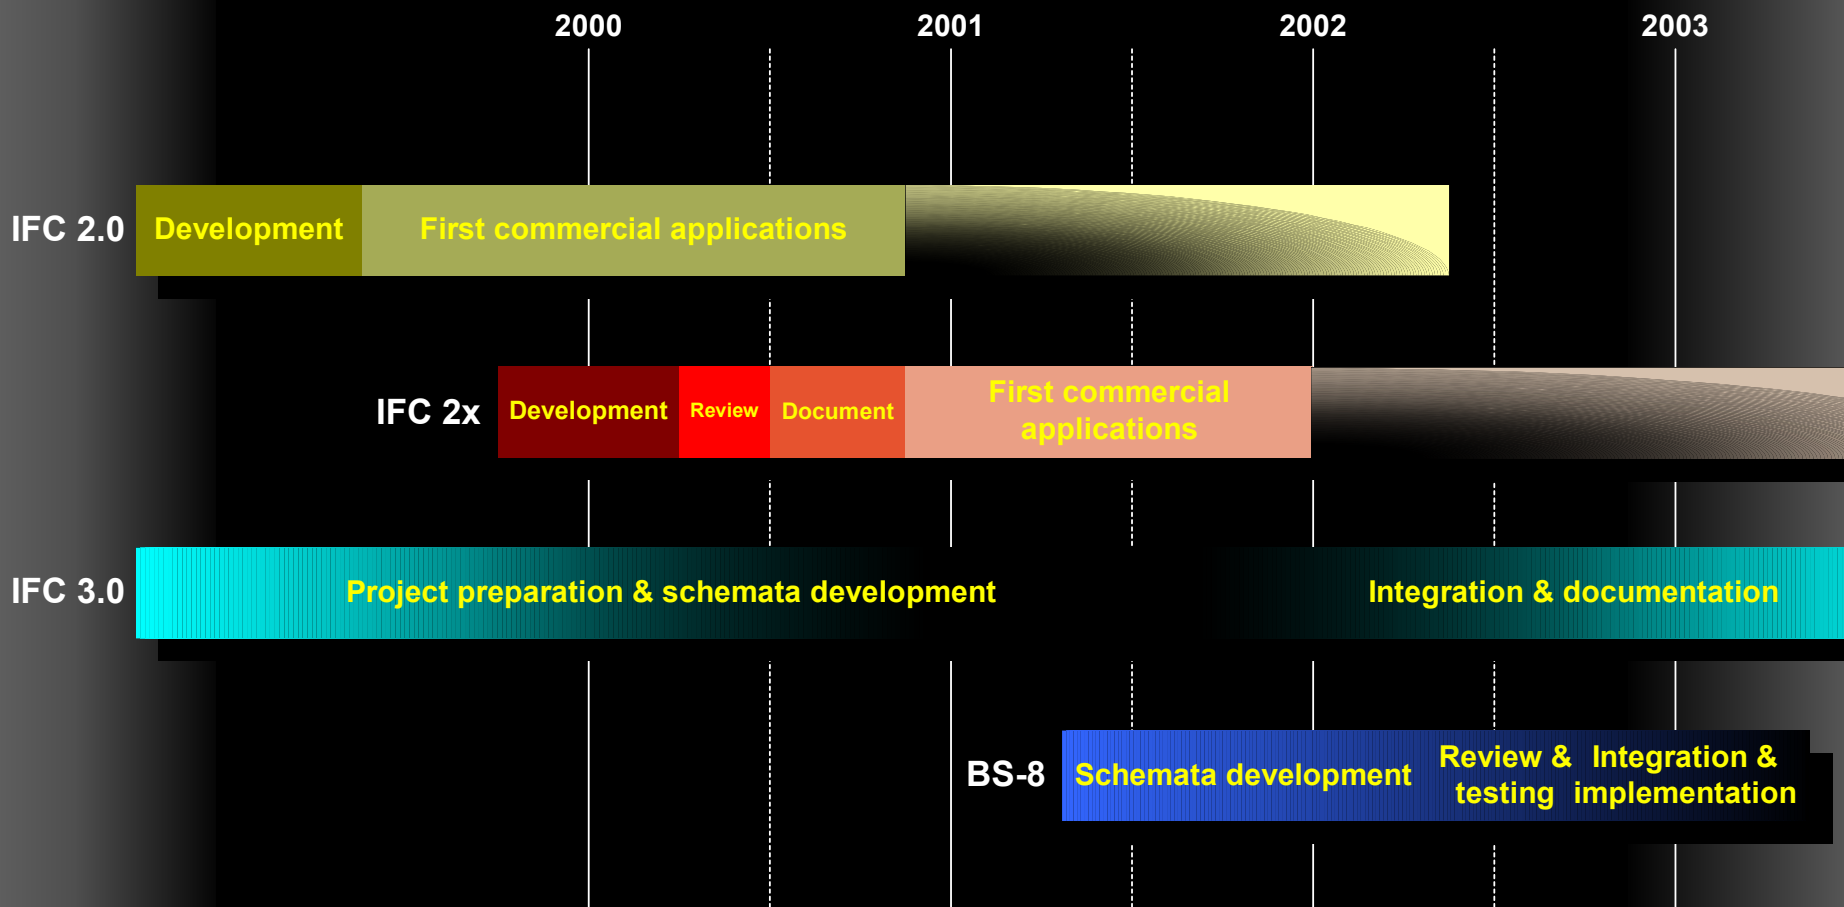 2000 2001 2002 2003
IFC 2.0 Development First commercial applications
IFC 2x Development Review Document First commercial
applications
IFC 3.0 Project preparation & schemata development Integration & documentation
BS-8 Schemata development Review & Integration &
testing implementation